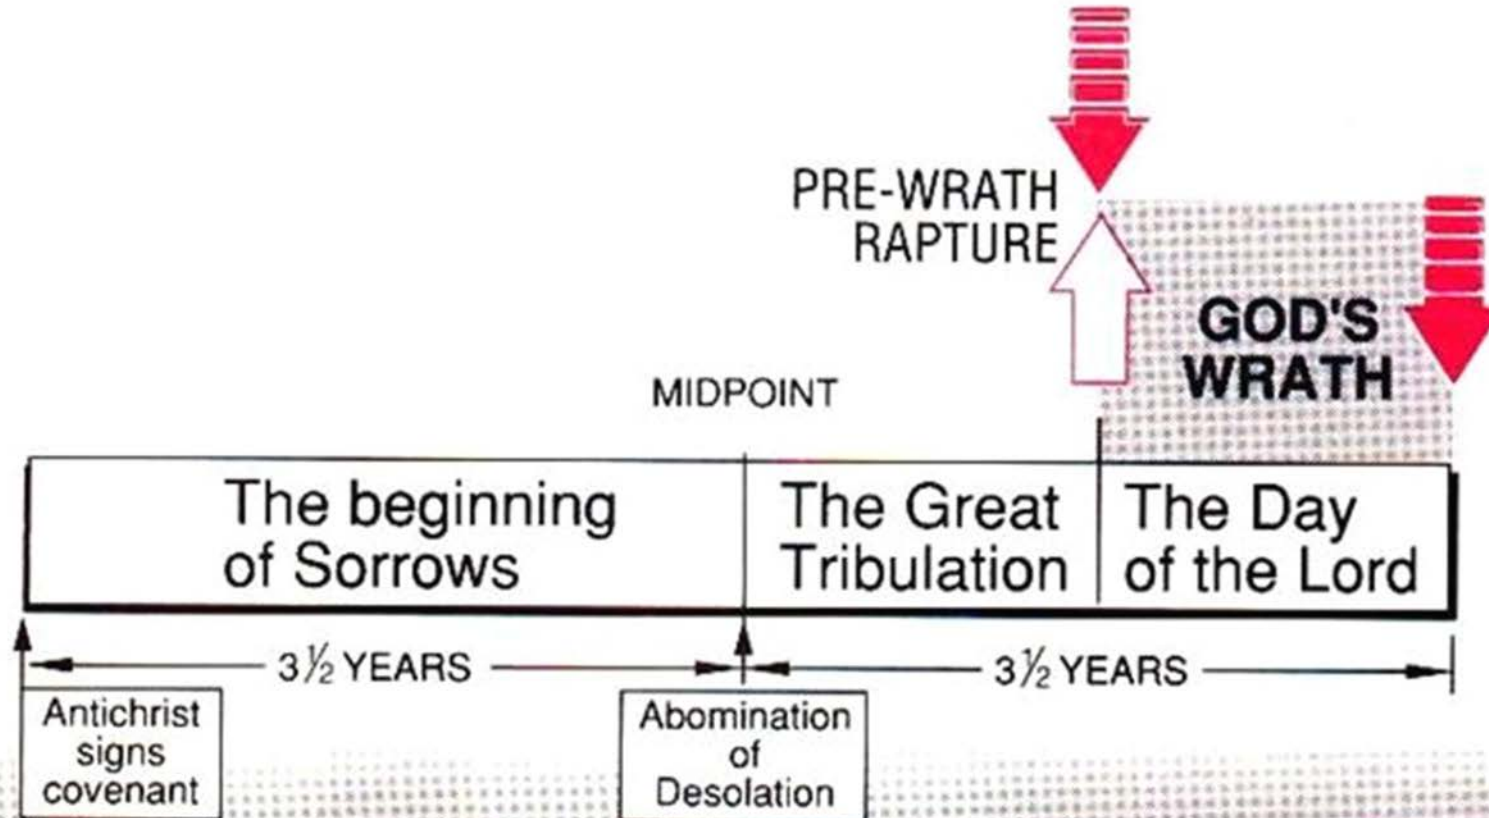 PRE-WRATH
RAPTURE
GOD'S
WRATH
MIDPOINT
The beginning
of Sorrows
The Great
Tribulation
The Day
of the Lord
3½ YEARS
3½ YEARS
Antichrist
signs
covenant
Abomination
of
Desolation